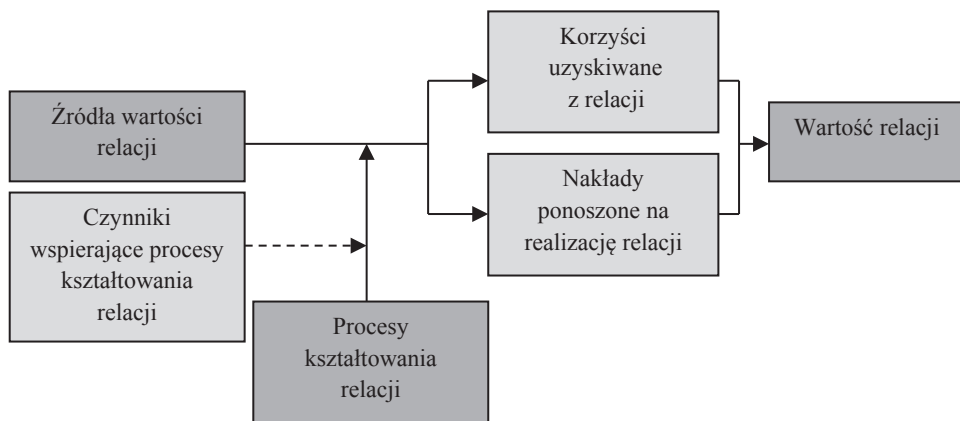 Źródła wartości
relacji
Czynniki
wspierające procesy
kształtowania
relacji
Procesy
kształtowania
relacji
Korzyści
uzyskiwane
z relacji
Nakłady
ponoszone na
realizację relacji
Wartość relacji